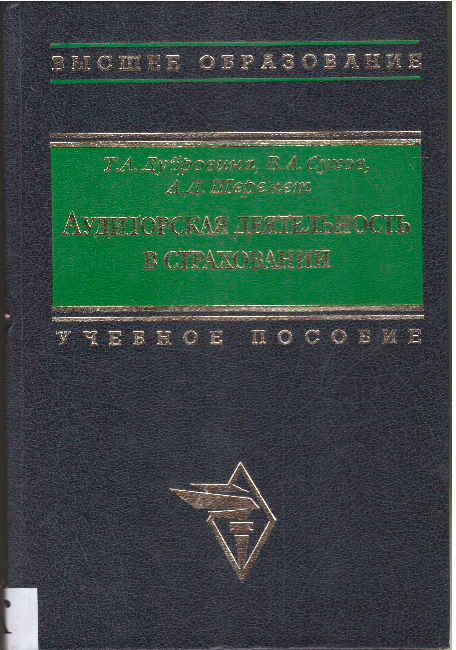 ВЫСШЕЕ ОБРАЗОВАНИЕ
Т.А. Дубровина, В.А. Сухов,
А.Д. Шеремет
АУДИТОРСКАЯ ДЕЯТЕЛЬНОСТЬ
В СТРАХОВАНИИ
УЧЕБНОЕ ПОСОБИЕ